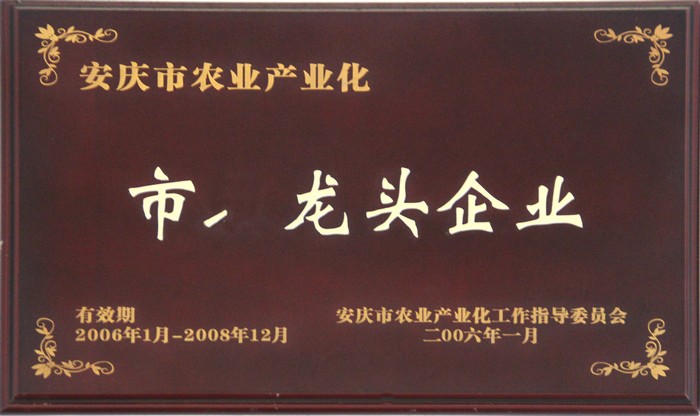 安庆市农业产业化
市 龙头企业
有效期
2006年1月-2008年12月
安庆市农业产业化工作指导委员会
二00六年一月